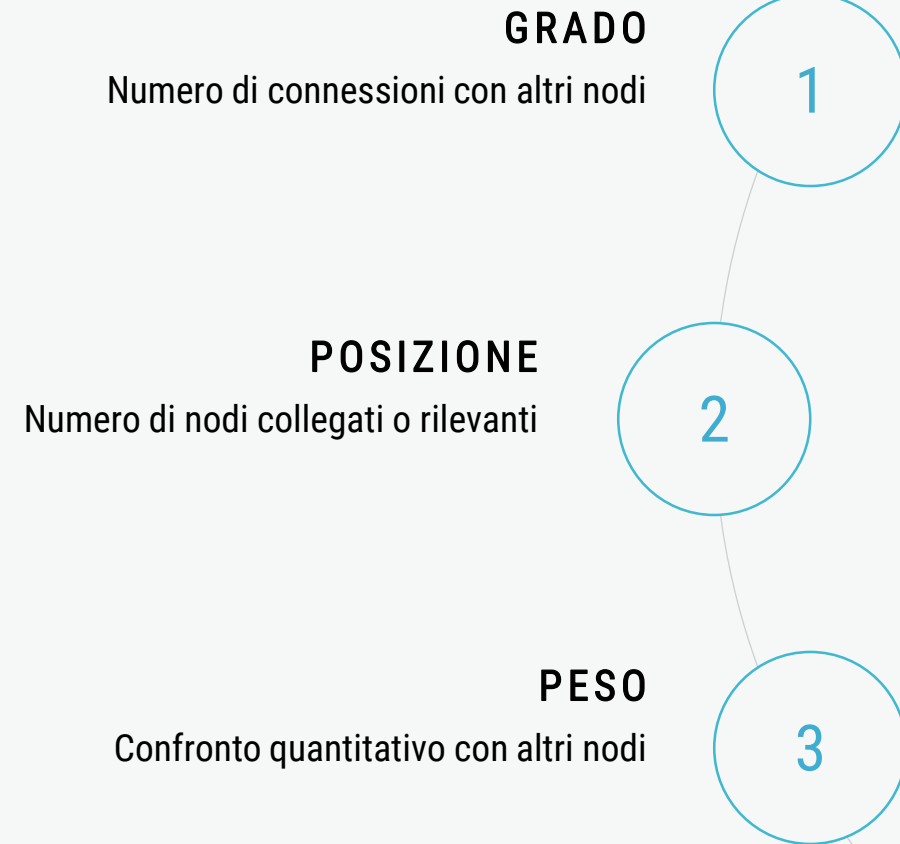 GRADO
Numero di connessioni con altri nodi
1
POSIZIONE
Numero di nodi collegati o rilevanti
2
PESO
Confronto quantitativo con altri nodi
3